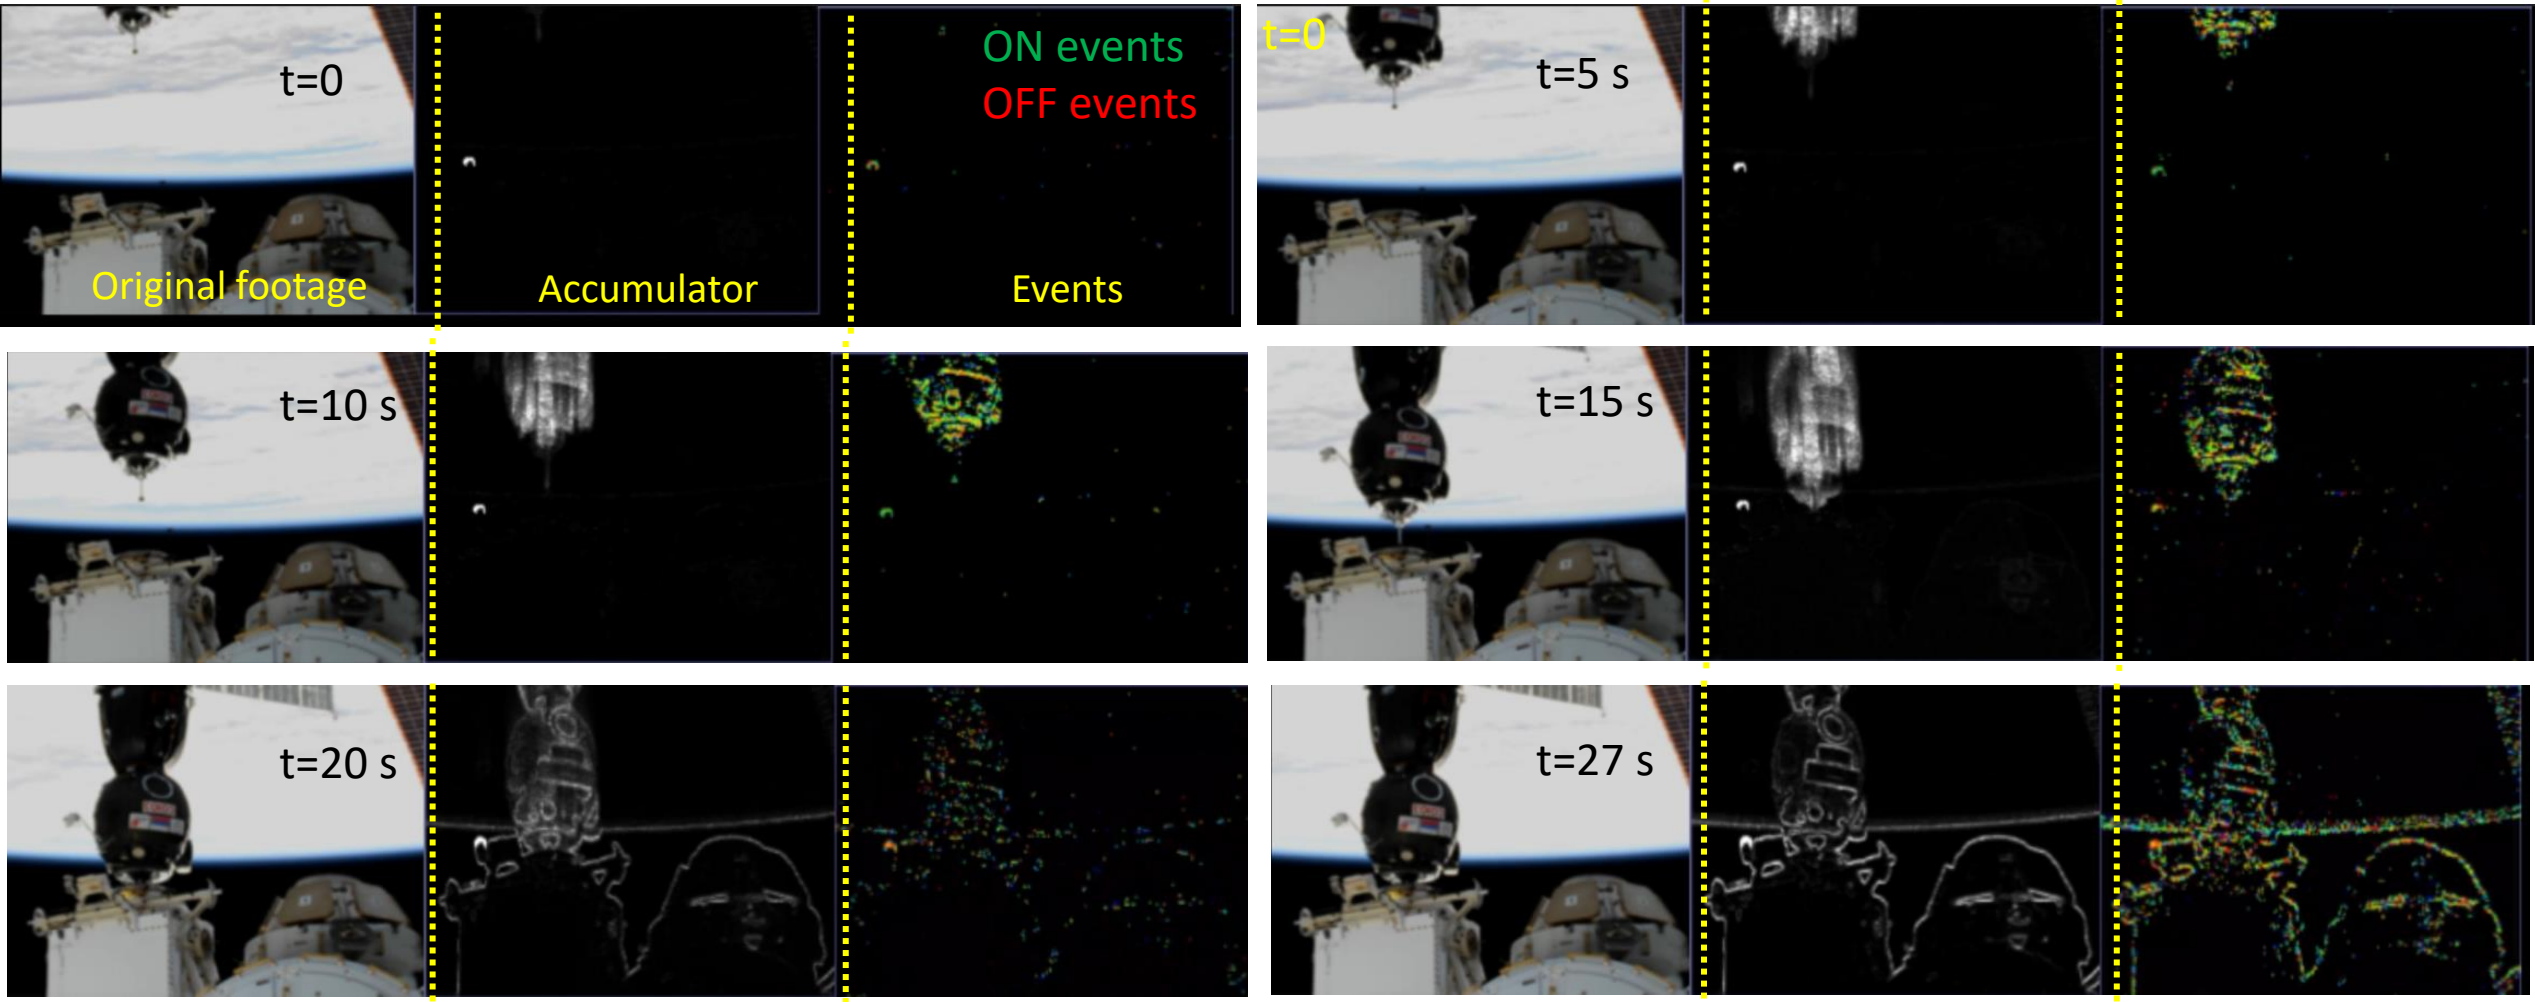 t=0
ON events
OFF events
Original footage
Accumulator
Events
t=0
t=5 s
t=10 s
t=15 s
t=20 s
t=27 s